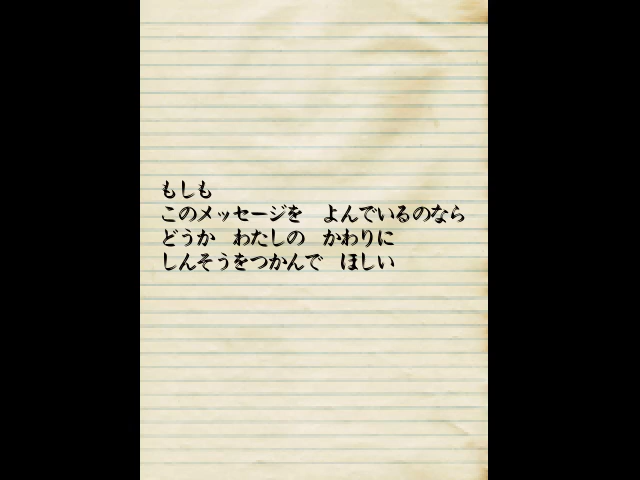 もしも
このメッセージを　よんでいるのなら
どうか　わたしの　かわりに
しんそうをつかんで　ほしい